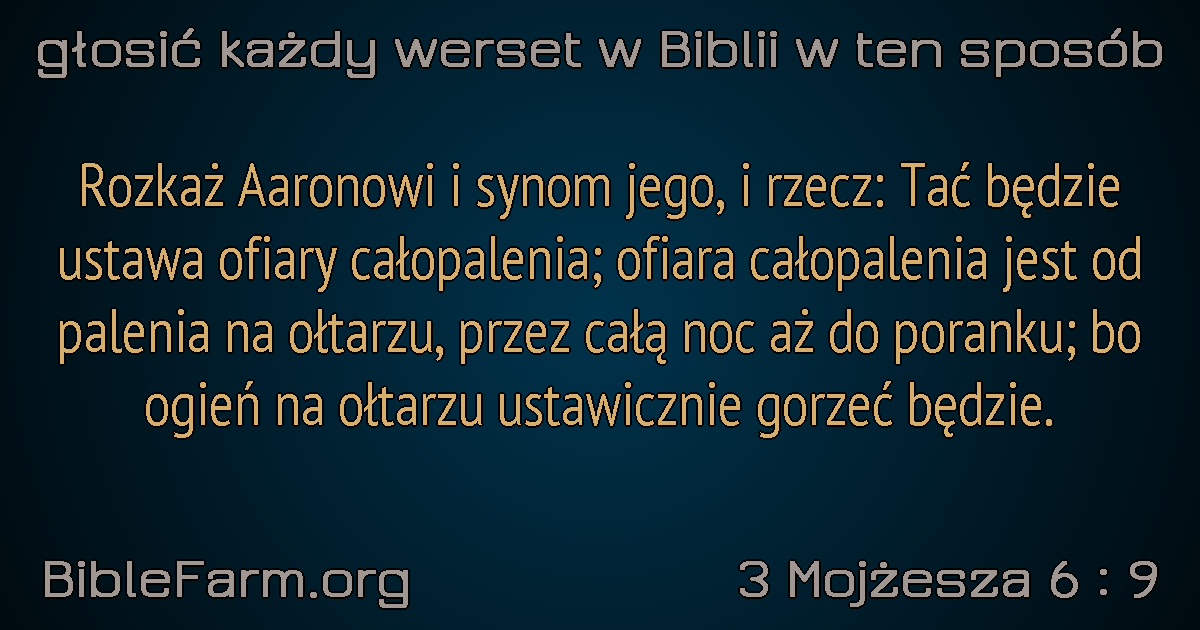 głosić każdy werset w Biblii w ten sposób
Rozkaż Aaronowi i synom jego, i rzecz: Tać będzie
ustawa ofiary całopalenia; ofiara całopalenia jest od
palenia na ołtarzu, przez całą noc aż do poranku; bo
ogień na ołtarzu ustawicznie gorzeć będzie.
BibleFarm.org
3 Mojżesza 6 : 9